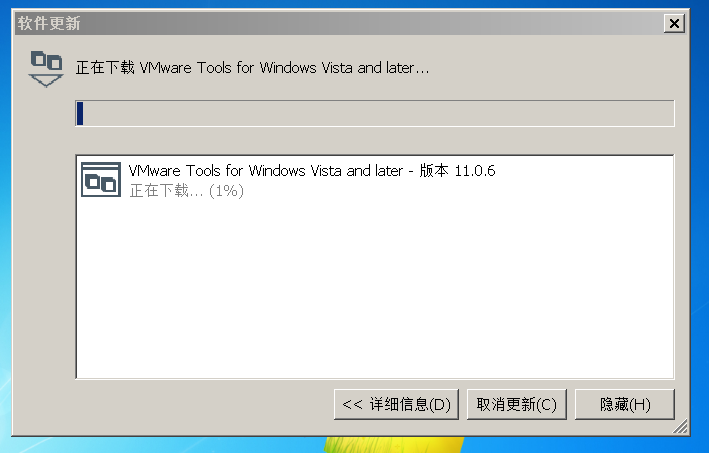 软件更新
正在下载 VMware Tools for Windows Vista and later...
VMware Tools for Windows Vista and later - 版本 11.0.6
正在下载... (1%)
<< 详细信息(D)
取消更新(C)
隐藏(H)